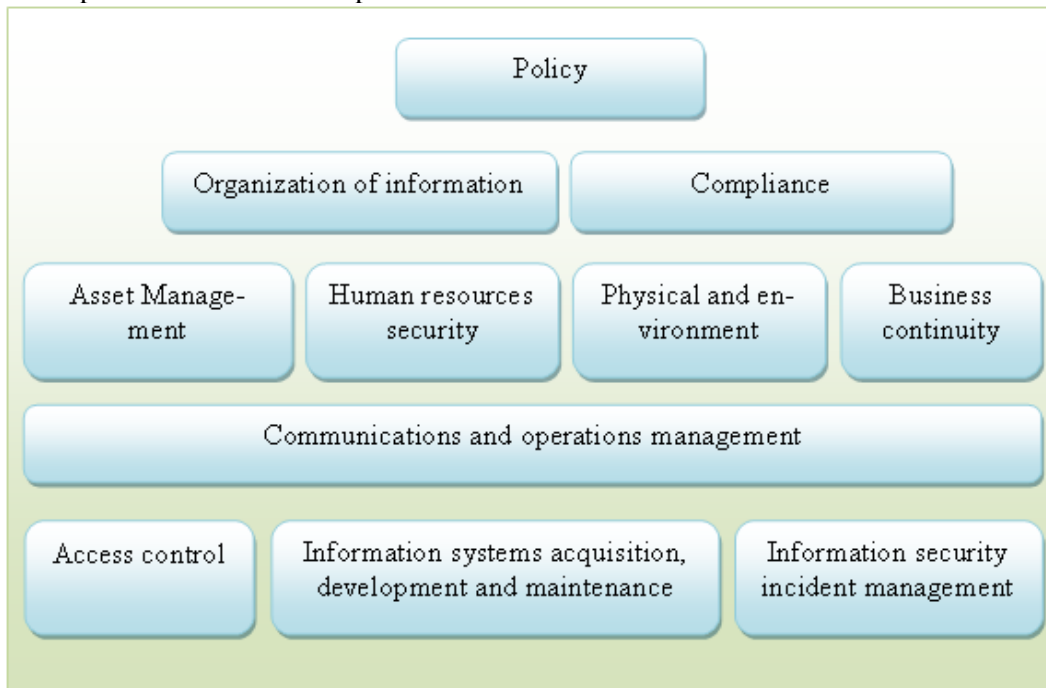 Policy
Organization of information
Compliance
Asset Manage-
ment
Human resources
security
Physical and en-
vironment
Business
continuity
Communications and operations management
Access control
Information systems acquisition,
development and maintenance
Information security
incident management